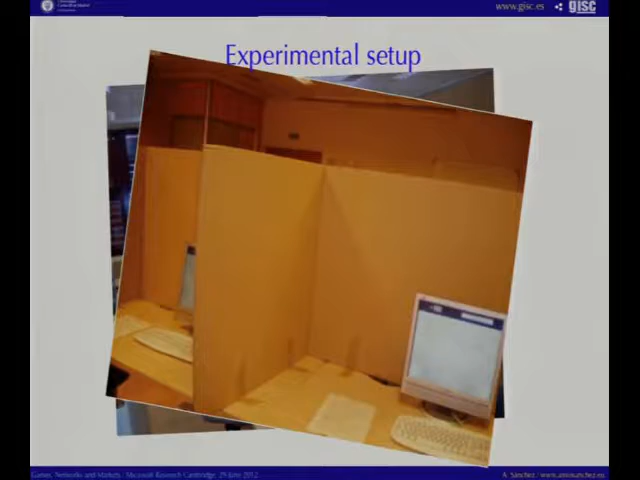 www.gisc.es
gisc
Experimental setup
Games, Networks and Markets / Microsoft Research Cambridge, 29 June 2012
A. Sánchez / www.anxosanchez.eu